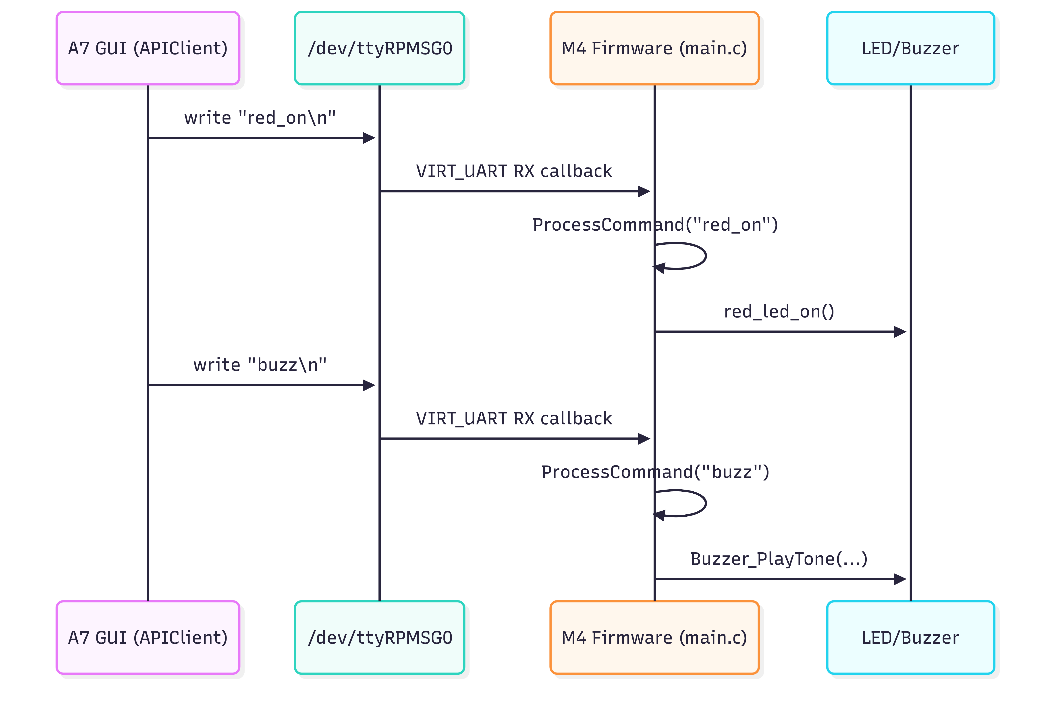 A7 GUI (APIClient)
/dev/ttyRPMSG0
M4 Firmware (main.c)
LED/Buzzer
write "red_on\n"
VIRT_UART RX callback
ProcessCommand("red_on")
red_led_on()
write "buzz\n"
VIRT_UART RX callback
ProcessCommand("buzz")
Buzzer_PlayTone(...)
A7 GUI (APIClient)
/dev/ttyRPMSG0
M4 Firmware (main.c)
LED/Buzzer